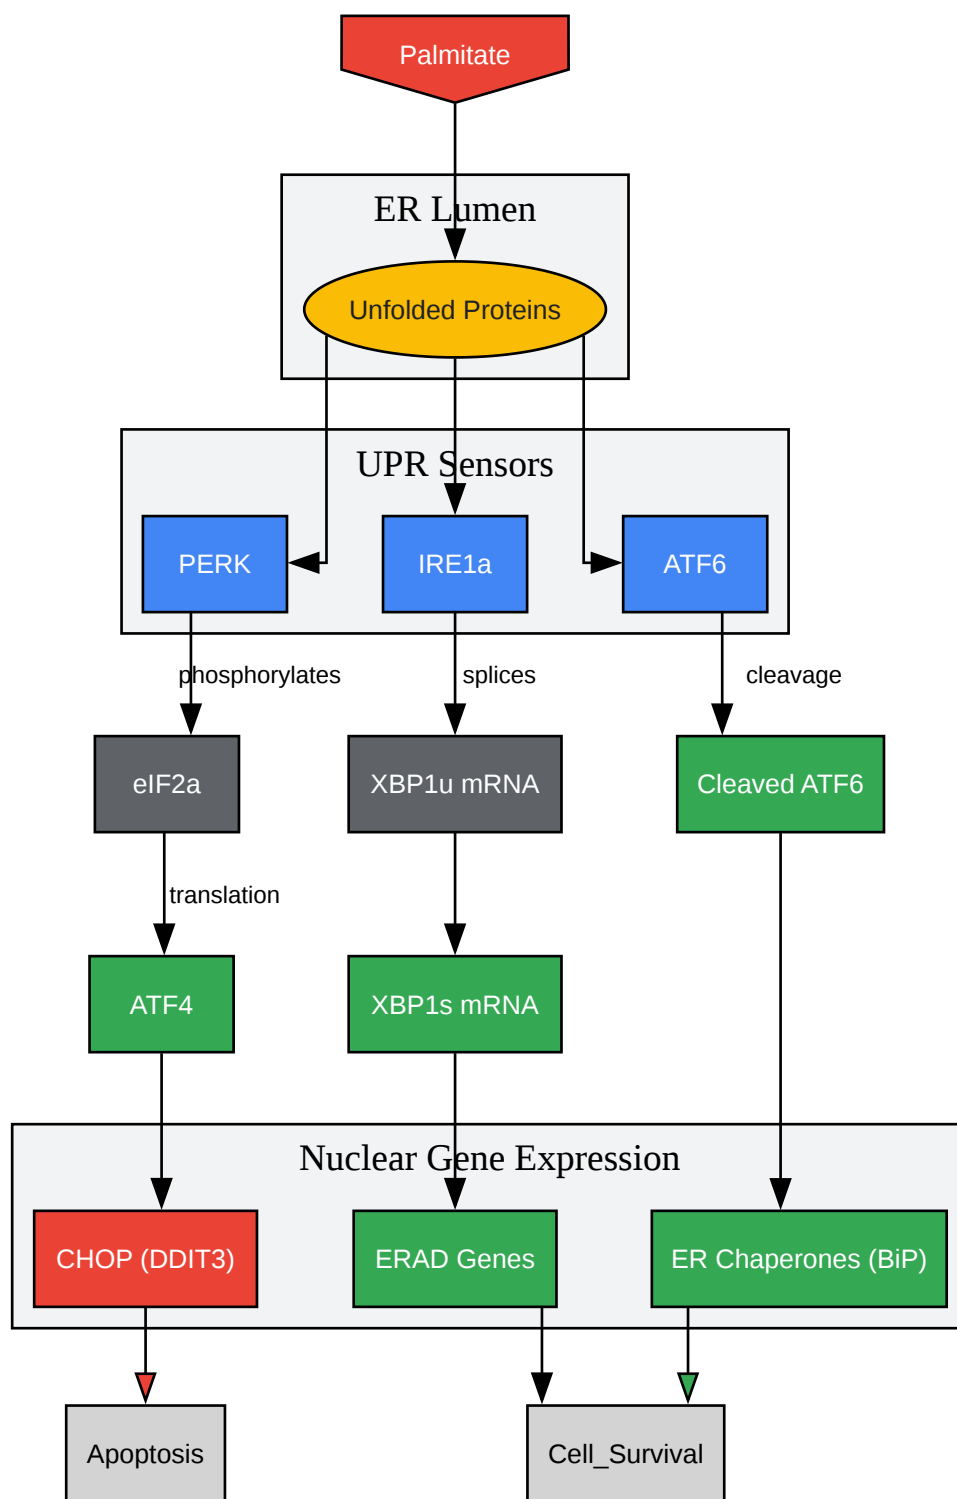 Palmitate
ER Lumen
Unfolded Proteins
UPR Sensors
PERK
IRE1a
ATF6
phosphorylates
splices
cleavage
eIF2a
XBP1u mRNA
Cleaved ATF6
translation
ATF4
XBP1s mRNA
Nuclear Gene Expression
CHOP (DDIT3)
ERAD Genes
ER Chaperones (BiP)
Apoptosis
Cell_Survival